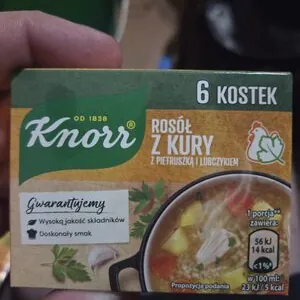 6 KOSTEK
OD 1838
Knorr®
ROSÓŁ
Z KURY
Z PIETRUSZKĄ I LUBCZYKIEM
Gwarantujemy
Wysoką jakość składników
Doskonały smak
1 porcja**
zawiera:
56 kJ
14 kcal
<1%*
w 100 ml:
23 kJ/5 kcal
Propozycja podania